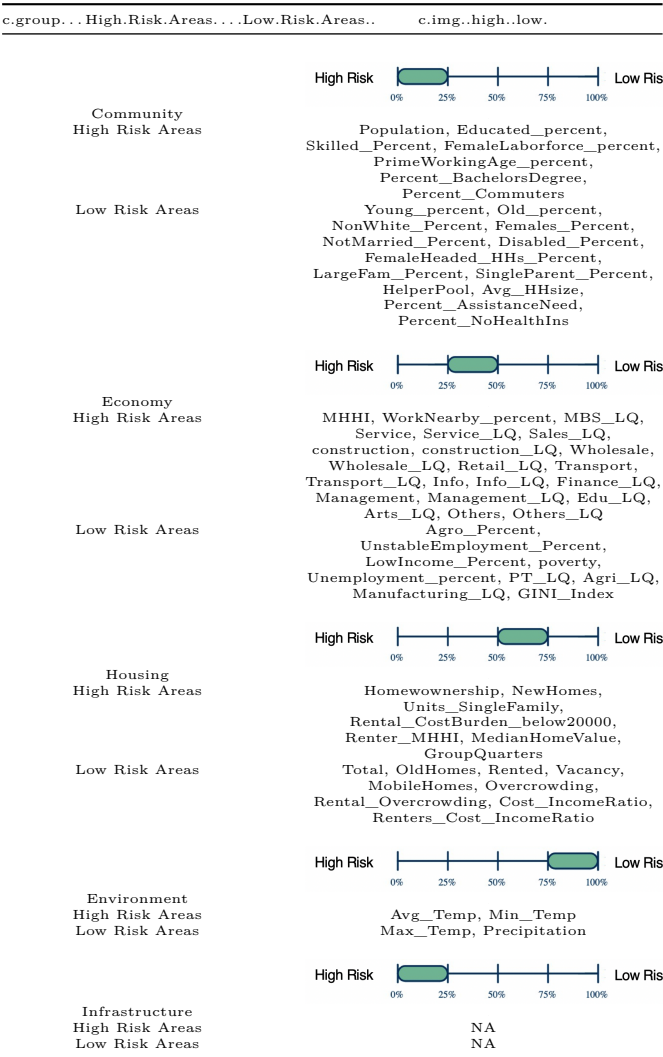 c.group... High.Risk.Areas. . . .Low.Risk.Areas.. c.img..high..low.
High Risk Low Ris
0% 25% 50% 75% 100%
Community
High Risk Areas Population, Educated_percent,
Skilled_Percent, FemaleLaborforce_percent,
PrimeWorkingAge_percent,
Percent_BachelorsDegree,
Percent_Commuters
Low Risk Areas Young_percent, Old_percent,
NonWhite_Percent, Females_Percent,
NotMarried_Percent, Disabled_Percent,
FemaleHeaded_HHs_Percent,
LargeFam_Percent, SingleParent_Percent,
HelperPool, Avg_HHsize,
Percent_AssistanceNeed,
Percent_NoHealthIns
High Risk Low Ris
0% 25% 50% 75% 100%
Economy
High Risk Areas MHHI, WorkNearby_percent, MBS_LQ,
Service, Service_LQ, Sales_LQ,
construction, construction_LQ, Wholesale,
Wholesale_LQ, Retail_LQ, Transport,
Transport_LQ, Info, Info_LQ, Finance_LQ,
Management, Management_LQ, Edu_LQ,
Arts_LQ, Others, Others_LQ
Low Risk Areas Agro_Percent,
UnstableEmployment_Percent,
LowIncome_Percent, poverty,
Unemployment_percent, PT_LQ, Agri_LQ,
Manufacturing_LQ, GINI_Index
High Risk Low Ris
0% 25% 50% 75% 100%
Housing
High Risk Areas Homewownership, NewHomes,
Units_SingleFamily,
Rental_CostBurden_below20000,
Renter_MHHI, MedianHomeValue,
GroupQuarters
Low Risk Areas Total, OldHomes, Rented, Vacancy,
MobileHomes, Overcrowding,
Rental_Overcrowding, Cost_IncomeRatio,
Renters_Cost_IncomeRatio
High Risk Low Ris
0% 25% 50% 75% 100%
Environment
High Risk Areas Avg_Temp, Min_Temp
Low Risk Areas Max_Temp, Precipitation
High Risk Low Ris
0% 25% 50% 75% 100%
Infrastructure
High Risk Areas NA
Low Risk Areas NA